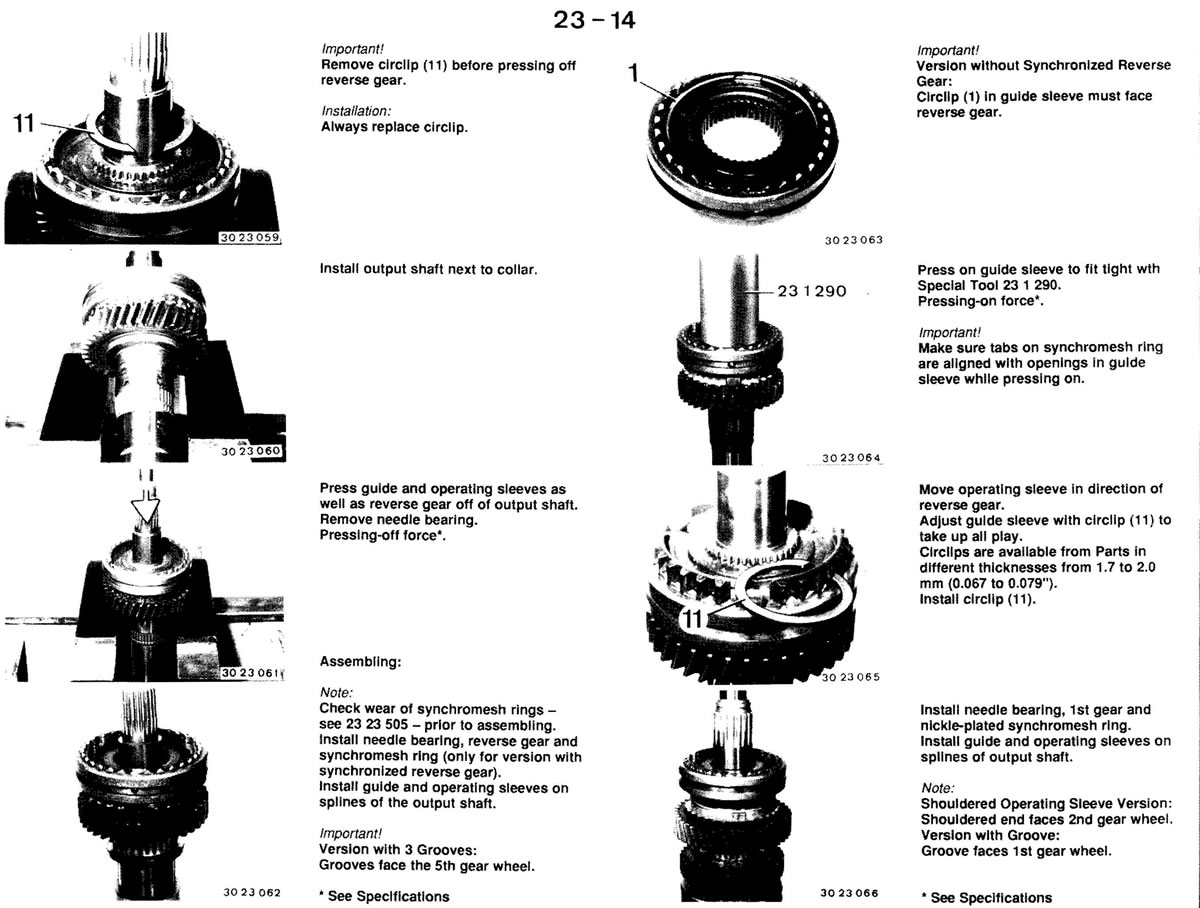 23 – 14
Important!
Remove circlip (11) before pressing off
reverse gear.
Installation:
Always replace circlip.
11
30 23 059
Install output shaft next to collar.
30 23 060
Press guide and operating sleeves as
well as reverse gear off of output shaft.
Remove needle bearing.
Pressing-off force*.
30 23 061
Assembling:
Note:
Check wear of synchromesh rings –
see 23 23 505 – prior to assembling.
Install needle bearing, reverse gear and
synchromesh ring (only for version with
synchronized reverse gear).
Install guide and operating sleeves on
splines of the output shaft.
Important!
Version with 3 Grooves:
Grooves face the 5th gear wheel.
30 23 062
* See Specifications
1
30 23 063
Important!
Version without Synchronized Reverse
Gear:
Circlip (1) in guide sleeve must face
reverse gear.
23 1 290
30 23 064
Press on guide sleeve to fit tight wth
Special Tool 23 1 290.
Pressing-on force*.
Important!
Make sure tabs on synchromesh ring
are aligned with openings in guide
sleeve while pressing on.
11
30 23 065
Move operating sleeve in direction of
reverse gear.
Adjust guide sleeve with circlip (11) to
take up all play.
Circlips are available from Parts in
different thicknesses from 1.7 to 2.0
mm (0.067 to 0.079").
Install circlip (11).
Install needle bearing, 1st gear and
nickle-plated synchromesh ring.
Install guide and operating sleeves on
splines of output shaft.
Note:
Shouldered Operating Sleeve Version:
Shouldered end faces 2nd gear wheel.
Version with Groove:
Groove faces 1st gear wheel.
30 23 066
* See Specifications